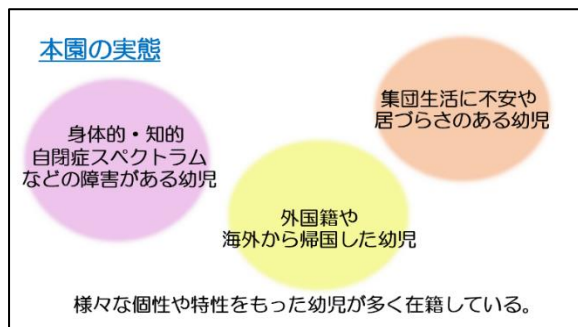 本園の実態
身体的・知的
自閉症スペクトラム
などの障害がある幼児
外国籍や
海外から帰国した幼児
集団生活に不安や
居づらさのある幼児
様々な個性や特性をもった幼児が多く在籍している。